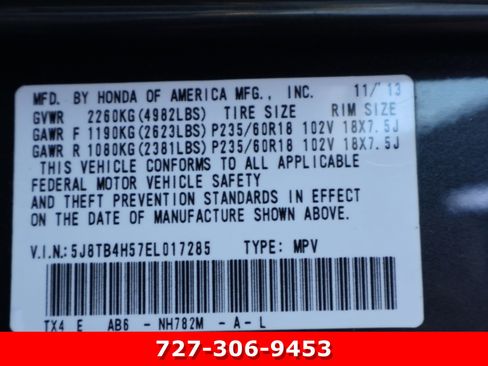 MFD. BY HONDA OF AMERICA MFG., INC. 11/'13
GVWR 2260KG(4982LBS) TIRE SIZE RIM SIZE
GAWR F 1190KG(2623LBS)P235/60R18 102V 18X7.5J
GAWR R 1080KG(2381LBS)P235/60R18 102V 18X7.5J
THIS VEHICLE CONFORMS TO ALL APPLICABLE
FEDERAL MOTOR VEHICLE SAFETY
AND THEFT PREVENTION STANDARDS IN EFFECT
ON THE DATE OF MANUFACTURE SHOWN ABOVE.
V.I.N.:5J8TB4H57EL017285 TYPE: MPV
TX4 E AB6 - NH782M - A - L
727-306-9453